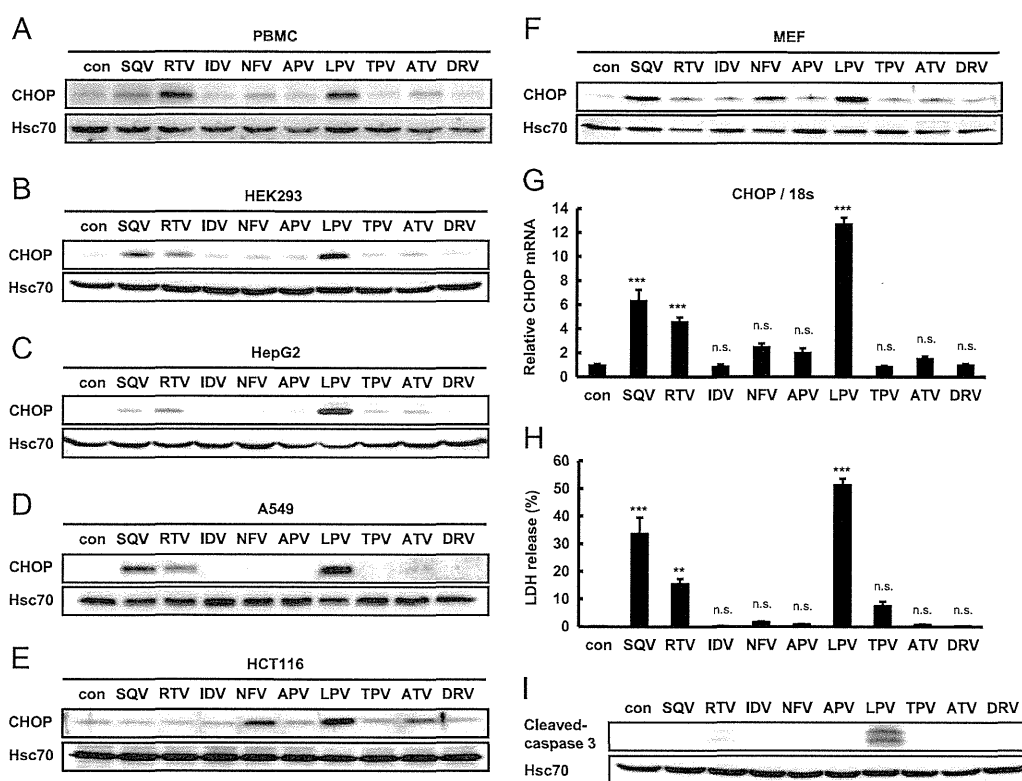 A
PBMC
con SQV RTV IDV NFV APV LPV TPV ATV DRV
CHOP
Hsc70
B
HEK293
con SQV RTV IDV NFV APV LPV TPV ATV DRV
CHOP
Hsc70
C
HepG2
con SQV RTV IDV NFV APV LPV TPV ATV DRV
CHOP
Hsc70
D
A549
con SQV RTV IDV NFV APV LPV TPV ATV DRV
CHOP
Hsc70
E
HCT116
con SQV RTV IDV NFV APV LPV TPV ATV DRV
CHOP
Hsc70
F
MEF
con SQV RTV IDV NFV APV LPV TPV ATV DRV
CHOP
Hsc70
G
CHOP / 18s
Relative CHOP mRNA
14
12
10
8
6
4
2
0
*** *** n.s. n.s. n.s. *** n.s. n.s. n.s.
con SQV RTV IDV NFV APV LPV TPV ATV DRV
H
LDH release (%)
60
50
40
30
20
10
0
*** ** n.s. n.s. n.s. *** n.s. n.s. n.s.
con SQV RTV IDV NFV APV LPV TPV ATV DRV
I
con SQV RTV IDV NFV APV LPV TPV ATV DRV
Cleaved-
caspase 3
Hsc70